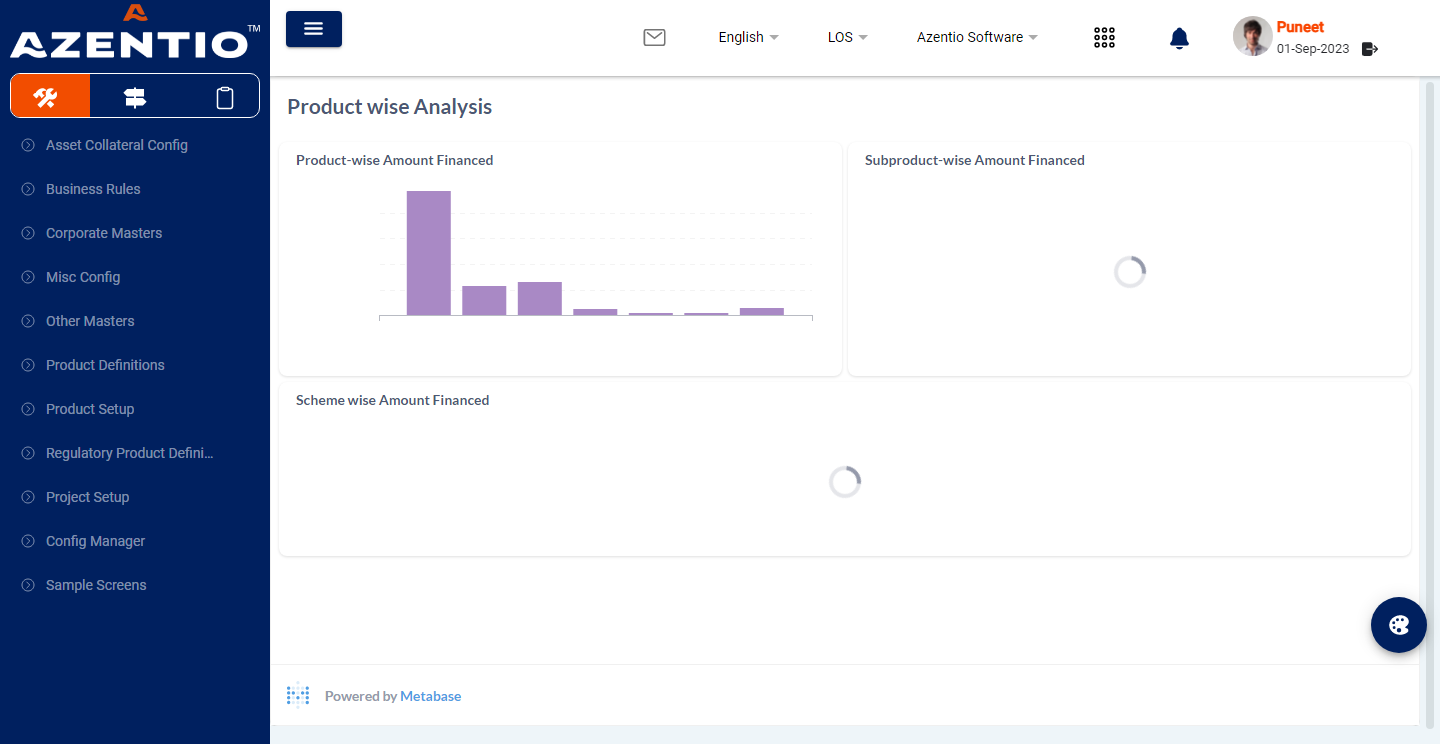 AZENTIO™
English
LOS
Azentio Software
Puneet
01-Sep-2023
Asset Collateral Config
Business Rules
Corporate Masters
Misc Config
Other Masters
Product Definitions
Product Setup
Regulatory Product Defini...
Project Setup
Config Manager
Sample Screens
Product wise Analysis
Product-wise Amount Financed
Subproduct-wise Amount Financed
Scheme wise Amount Financed
Powered by Metabase